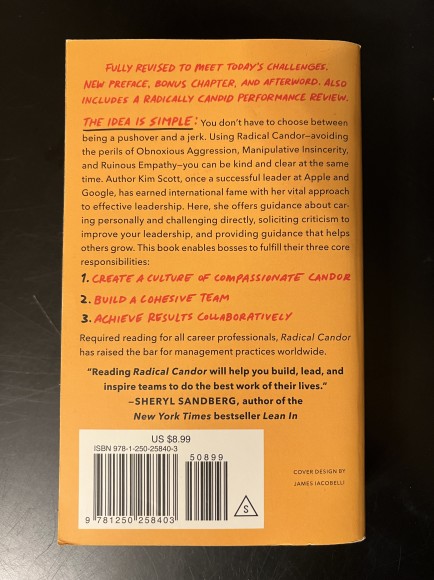 FULLY REVISED TO MEET TODAY'S CHALLENGES.
NEW PREFACE, BONUS CHAPTER, AND AFTERWORD. ALSO
INCLUDES A RADICALLY CANDID PERFORMANCE REVIEW.
THE IDEA IS SIMPLE: You don't have to choose between
being a pushover and a jerk. Using Radical Candor—avoiding
the perils of Obnoxious Aggression, Manipulative Insincerity,
and Ruinous Empathy—you can be kind and clear at the same
time. Author Kim Scott, once a successful leader at Apple and
Google, has earned international fame with her vital approach
to effective leadership. Here, she offers guidance about car-
ing personally and challenging directly, soliciting criticism to
improve your leadership, and providing guidance that helps
others grow. This book enables bosses to fulfill their three core
responsibilities:
1. CREATE A CULTURE OF COMPASSIONATE CANDOR
2. BUILD A COHESIVE TEAM
3. ACHIEVE RESULTS COLLABORATIVELY
Required reading for all career professionals, Radical Candor
has raised the bar for management practices worldwide.
"Reading Radical Candor will help you build, lead, and
inspire teams to do the best work of their lives."
—SHERYL SANDBERG, author of the
New York Times bestseller Lean In
US $8.99
ISBN 978-1-250-25840-3
50899
9 781250 258403
S
COVER DESIGN BY
JAMES IACOBELLI